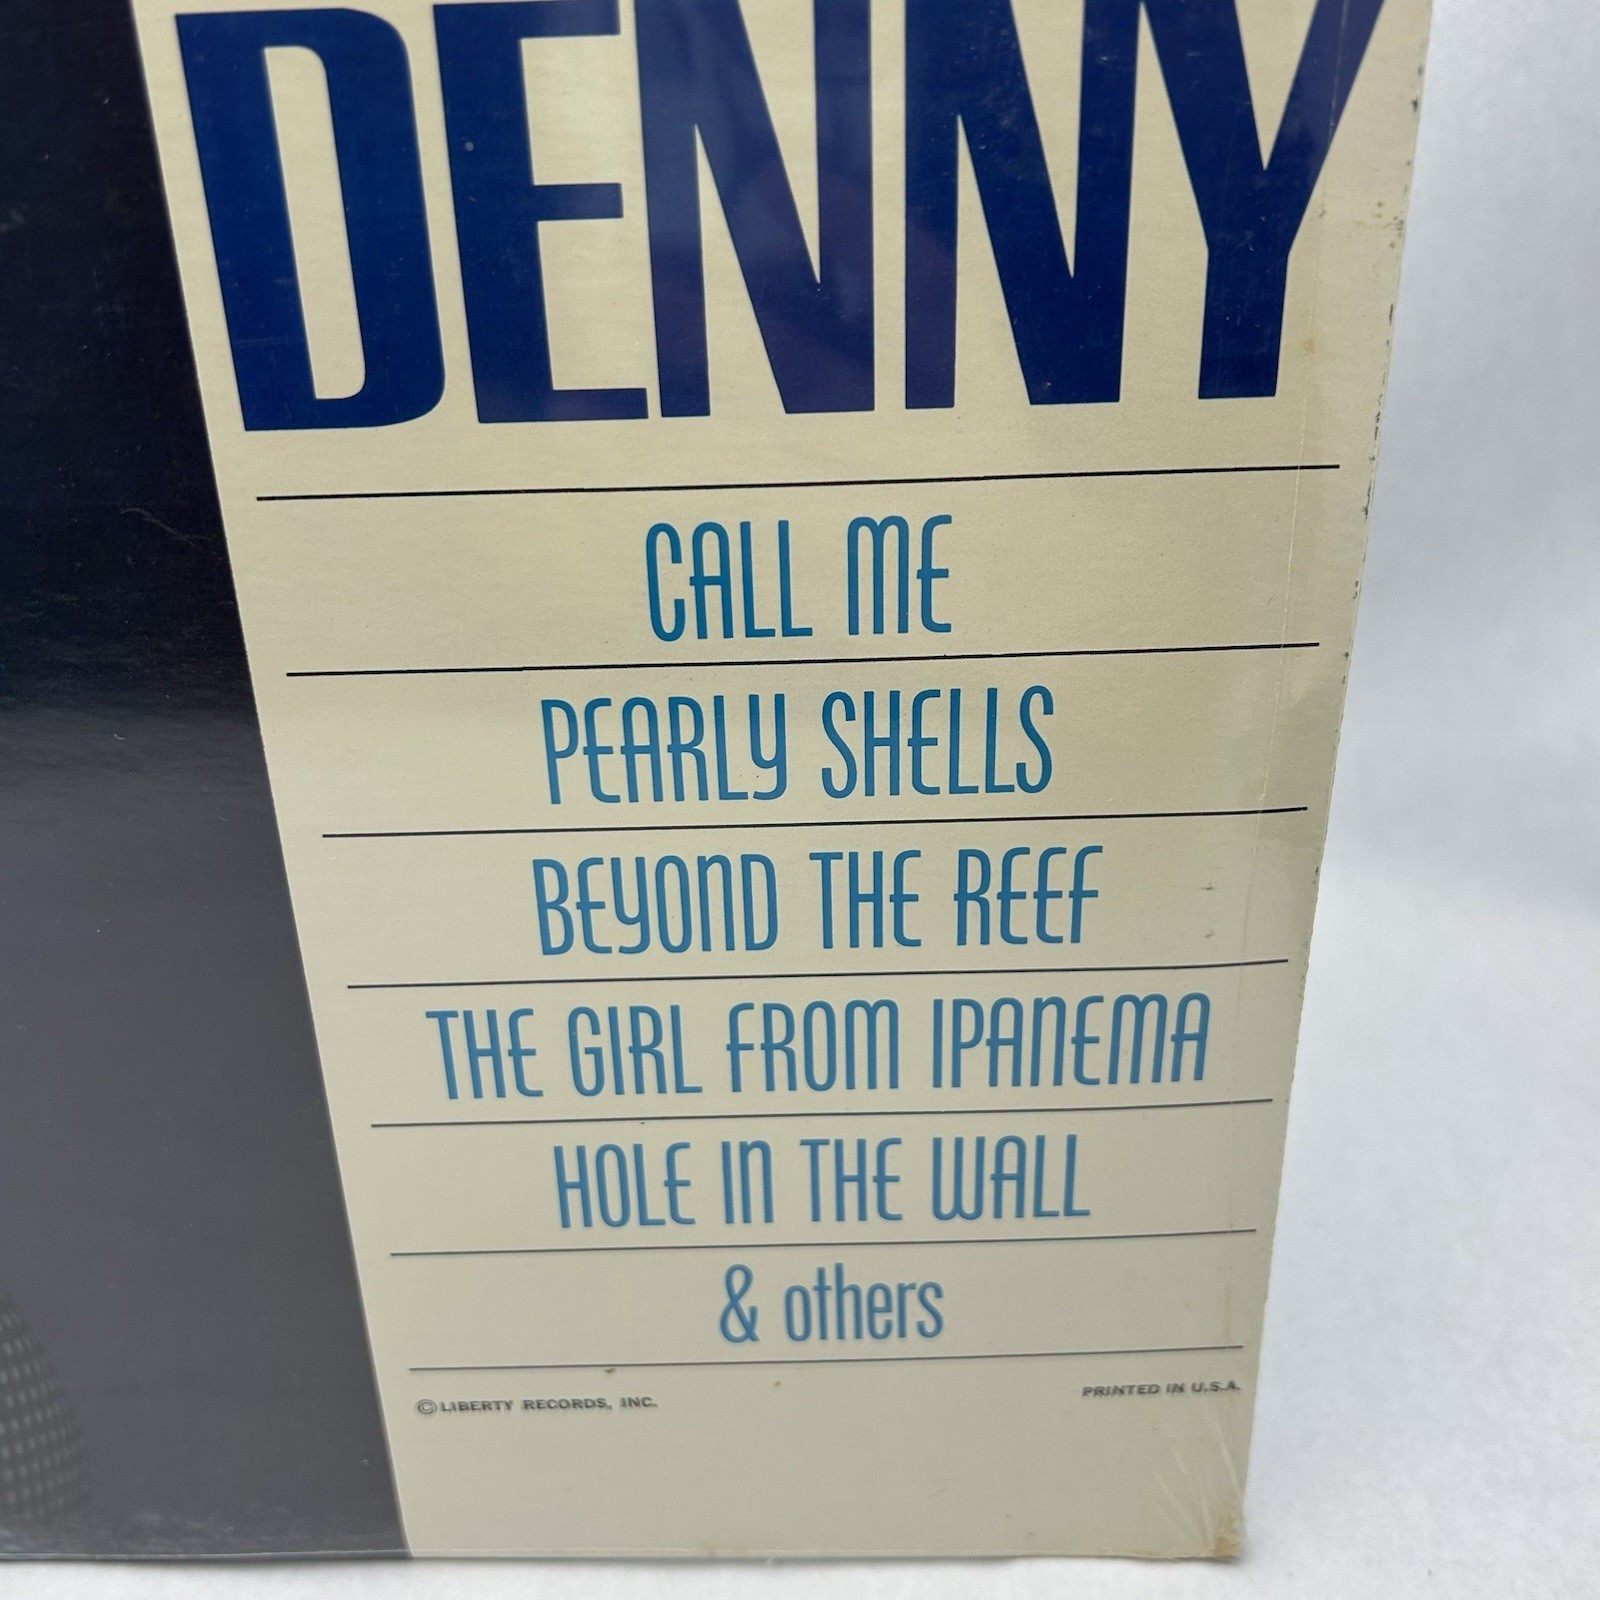 DENNY
CALL ME
PEARLY SHELLS
BEYOND THE REEF
THE GIRL FROM IPANEMA
HOLE IN THE WALL
& others
©LIBERTY RECORDS, INC. PRINTED IN U.S.A.